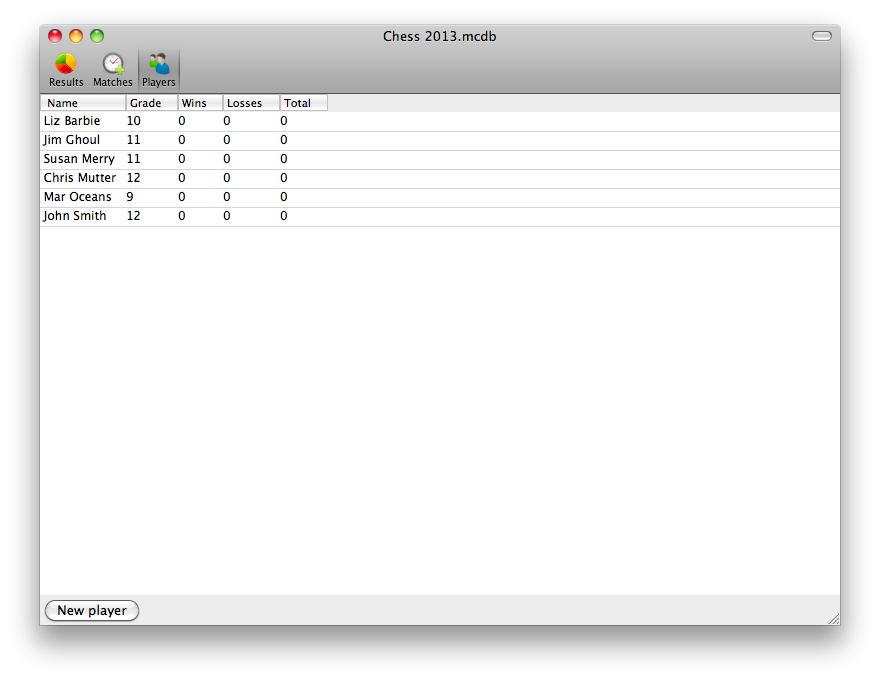 Chess 2013.mcdb
Results Matches Players
Name Grade Wins Losses Total
Liz Barbie 10 0 0 0
Jim Ghoul 11 0 0 0
Susan Merry 11 0 0 0
Chris Mutter 12 0 0 0
Mar Oceans 9 0 0 0
John Smith 12 0 0 0
New player